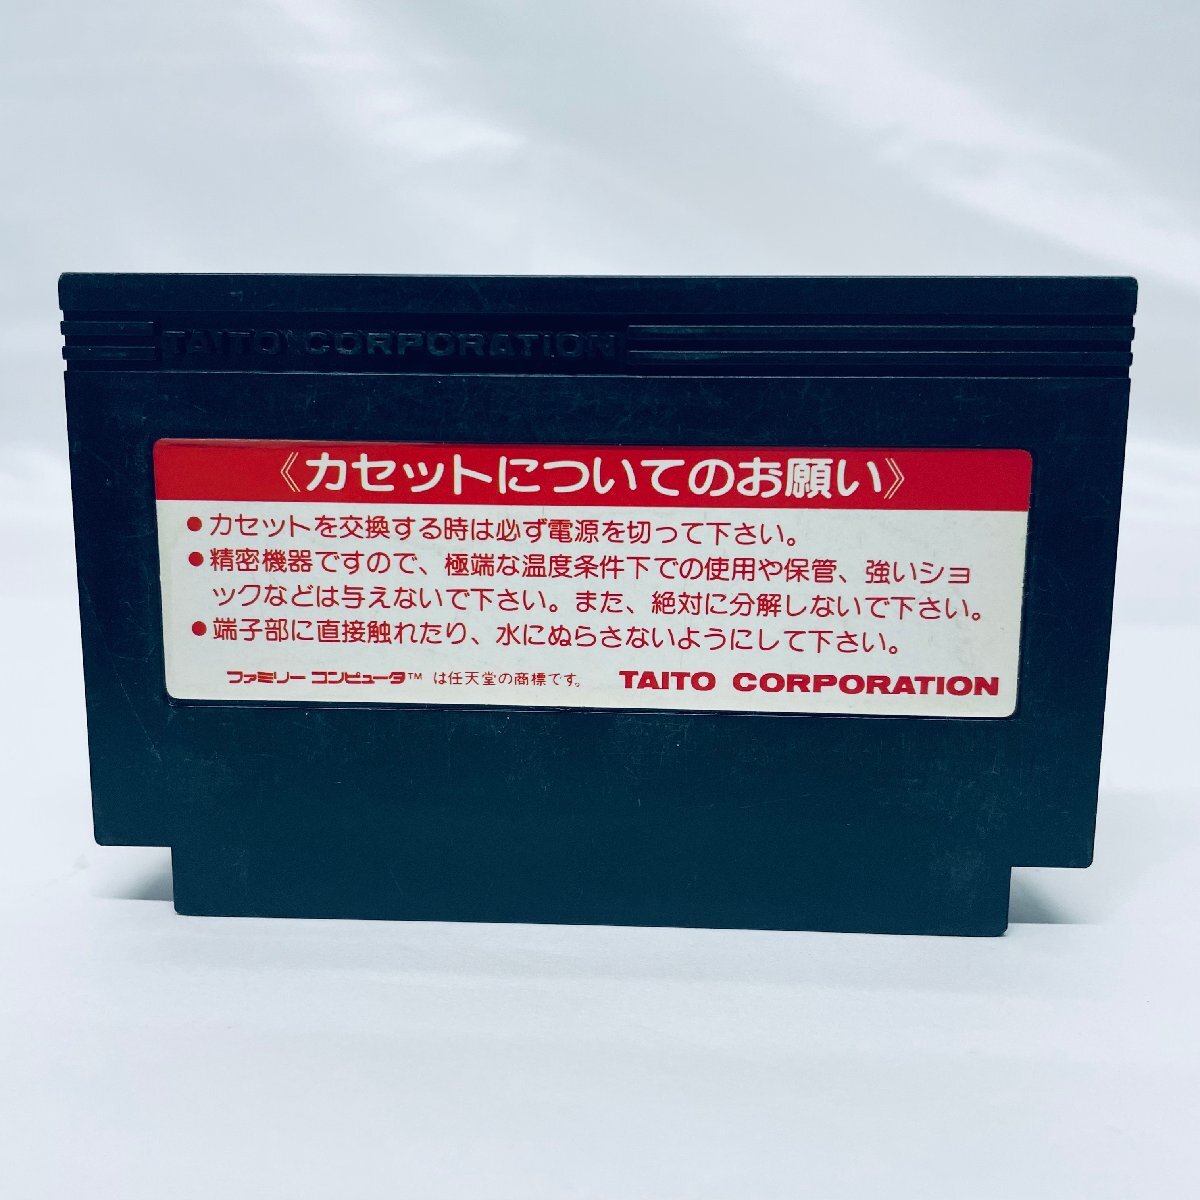 TAITO CORPORATION
《カセットについてのお願い》
●カセットを交換する時は必ず電源を切って下さい。
●精密機器ですので、極端な温度条件下での使用や保管、強いショ
ックなどは与えないで下さい。また、絶対に分解しないで下さい。
●端子部に直接触れたり、水にぬらさないようにして下さい。
ファミリーコンピュータ™ は任天堂の商標です。 TAITO CORPORATION